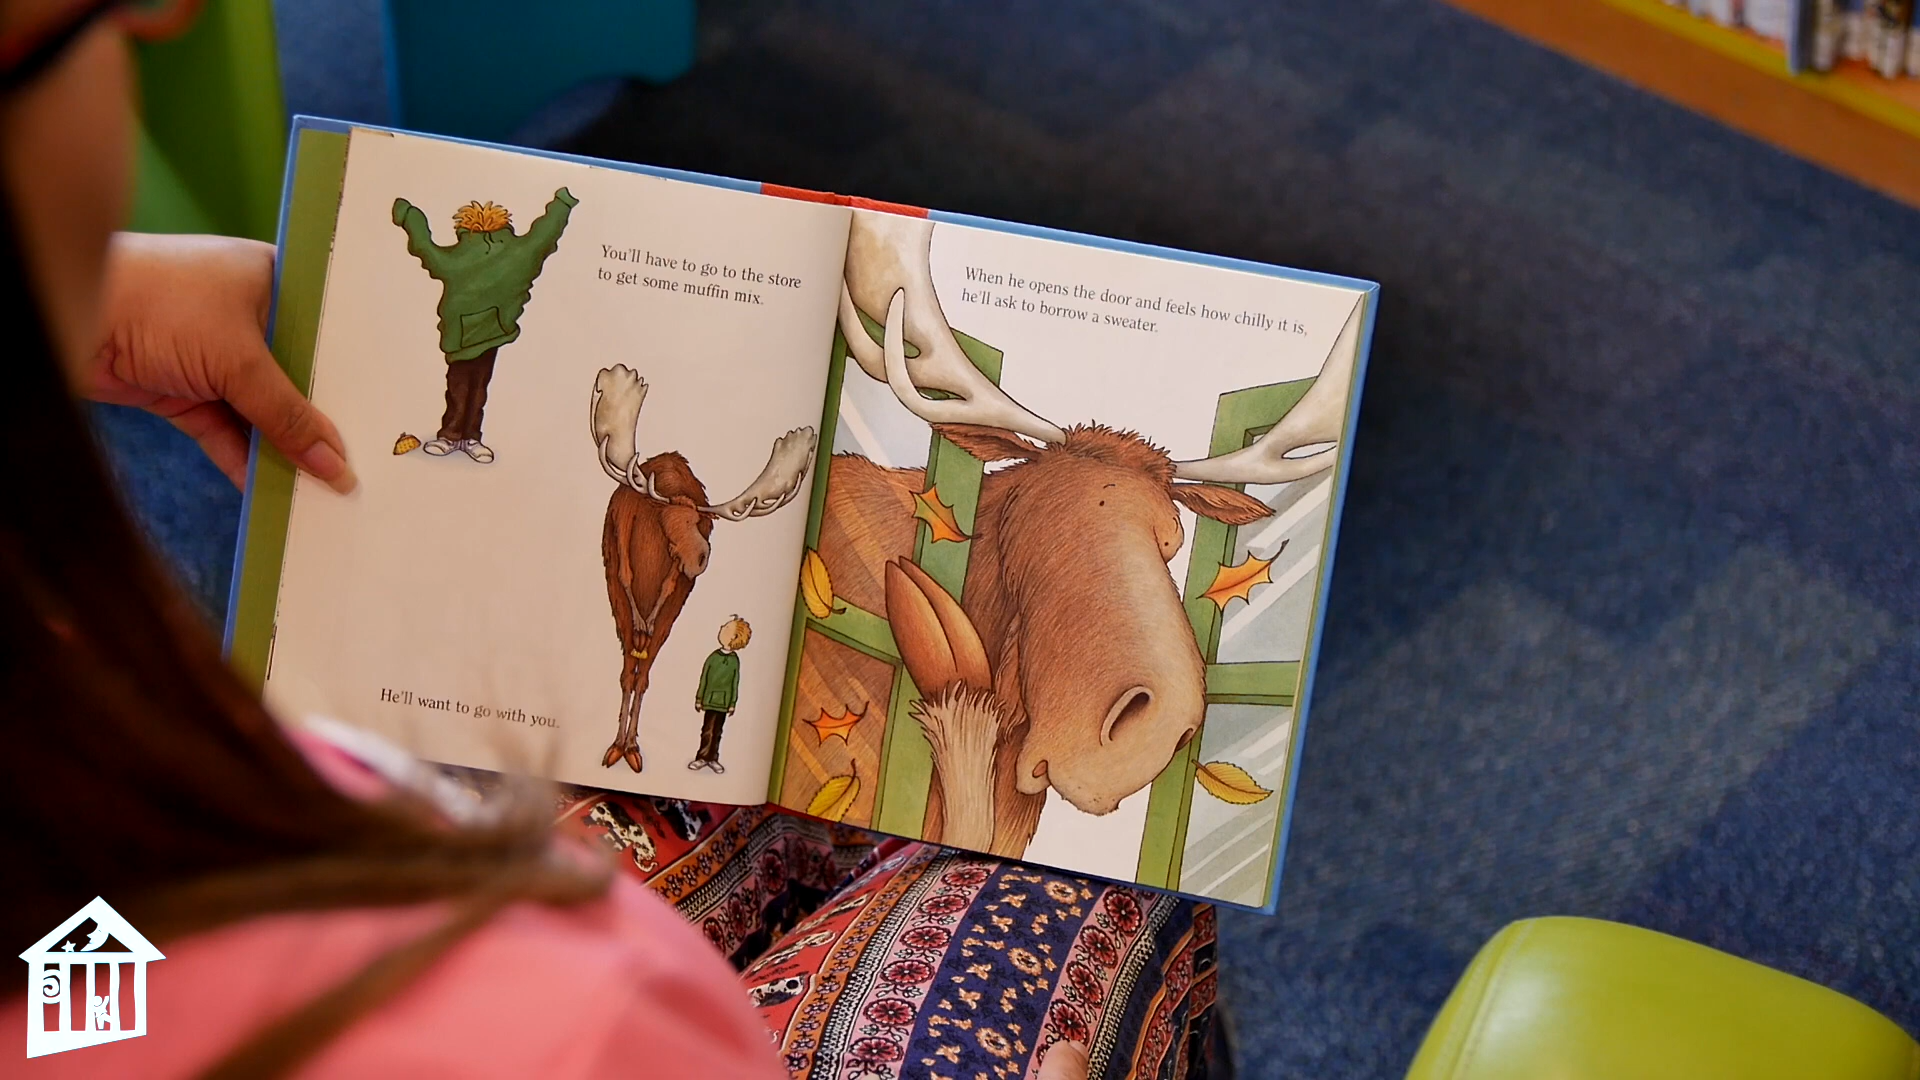 You'll have to go to the store
to get some muffin mix.
He'll want to go with you.
When he opens the door and feels how chilly it is,
he'll ask to borrow a sweater.